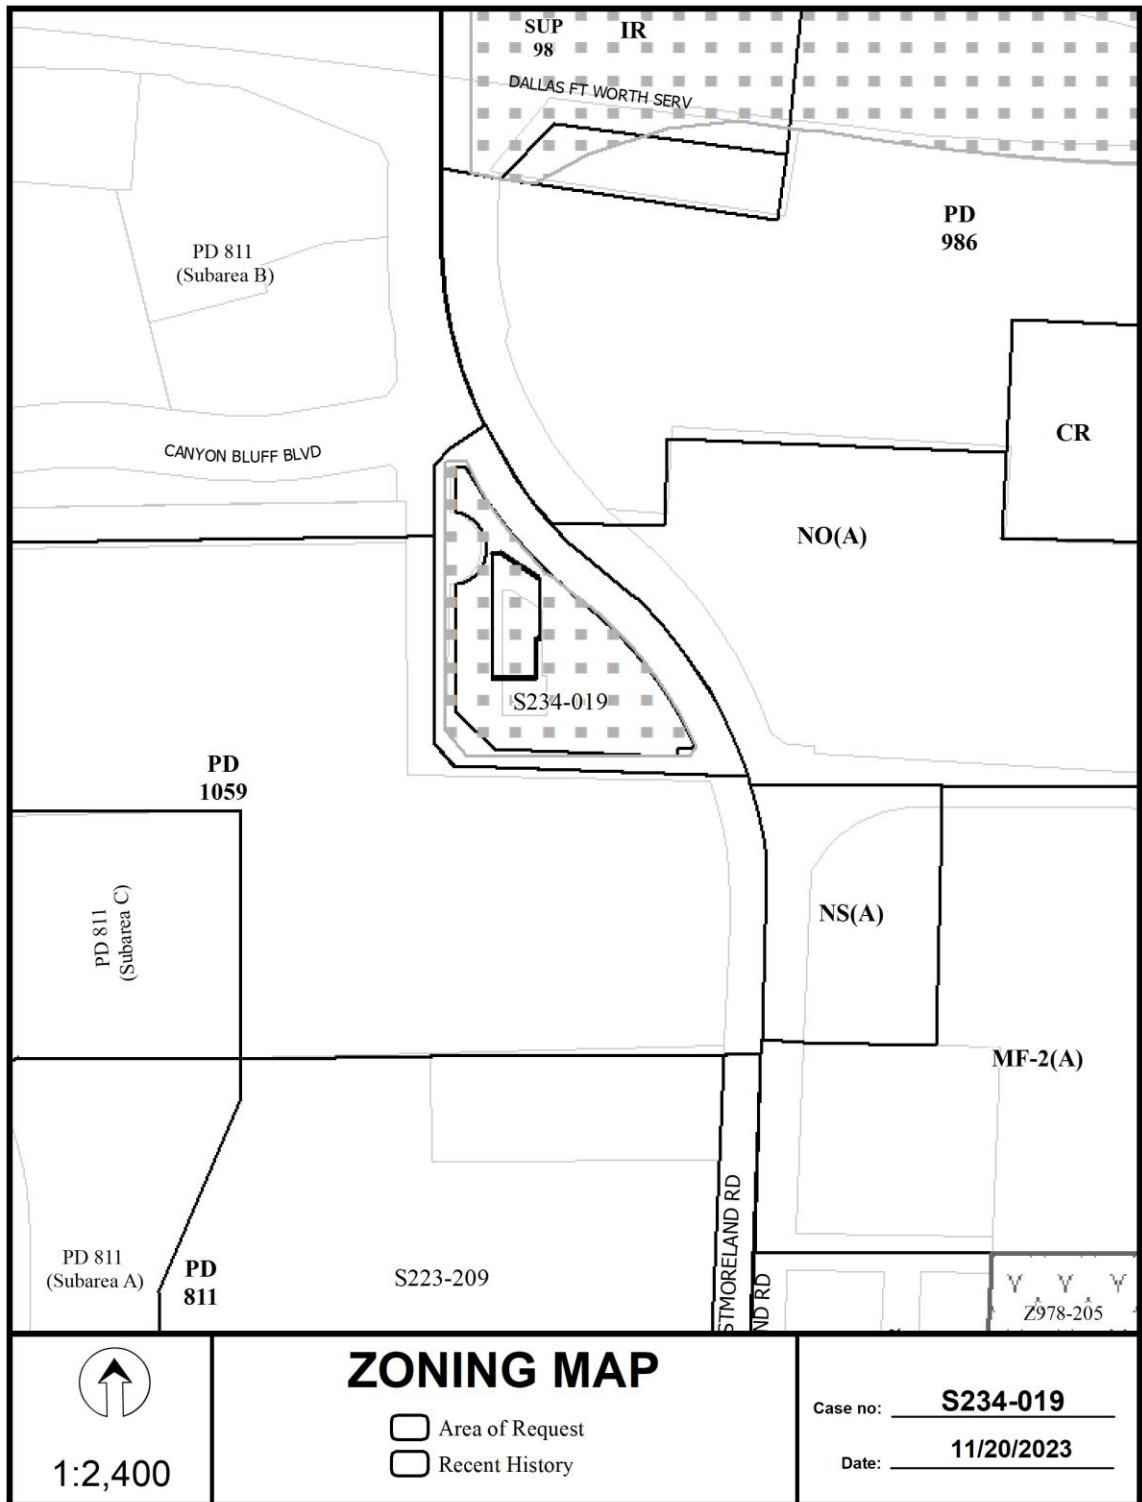 SUP
98
IR
DALLAS FT WORTH SERV
PD
986
PD 811
(Subarea B)
CR
CANYON BLUFF BLVD
NO(A)
S234-019
PD
1059
PD 811
(Subarea C)
NS(A)
MF-2(A)
STMORELAND RD
ND RD
PD 811
(Subarea A)
PD
811
S223-209
Z978-205
ZONING MAP
Area of Request
Recent History
1:2,400
Case no: S234-019
Date: 11/20/2023